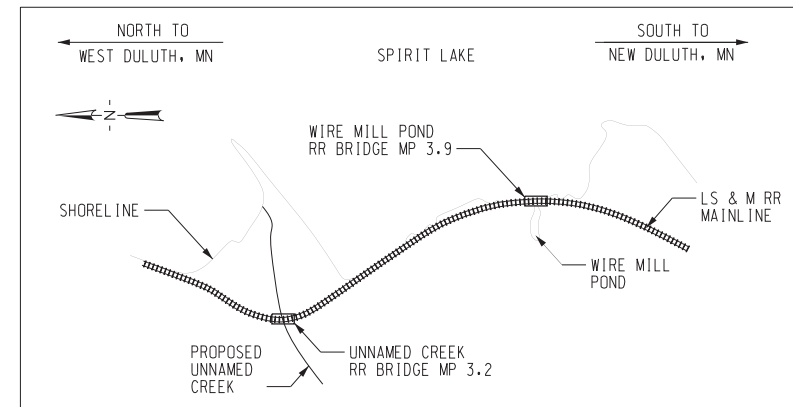 NORTH TO
WEST DULUTH, MN
SPIRIT LAKE
SOUTH TO
NEW DULUTH, MN
N
WIRE MILL POND
RR BRIDGE MP 3.9
SHORELINE
LS & M RR
MAINLINE
WIRE MILL
POND
PROPOSED
UNNAMED
CREEK
UNNAMED CREEK
RR BRIDGE MP 3.2